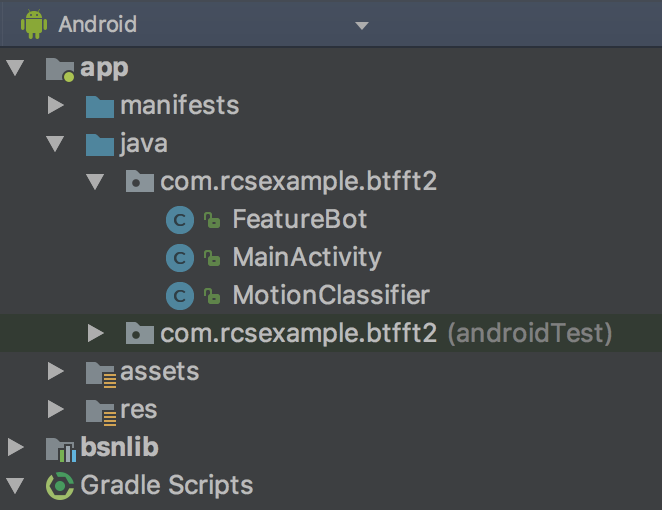 Android
app
manifests
java
com.rcsexample.btfft2
C FeatureBot
C MainActivity
C MotionClassifier
com.rcsexample.btfft2 (androidTest)
assets
res
bsnlib
Gradle Scripts